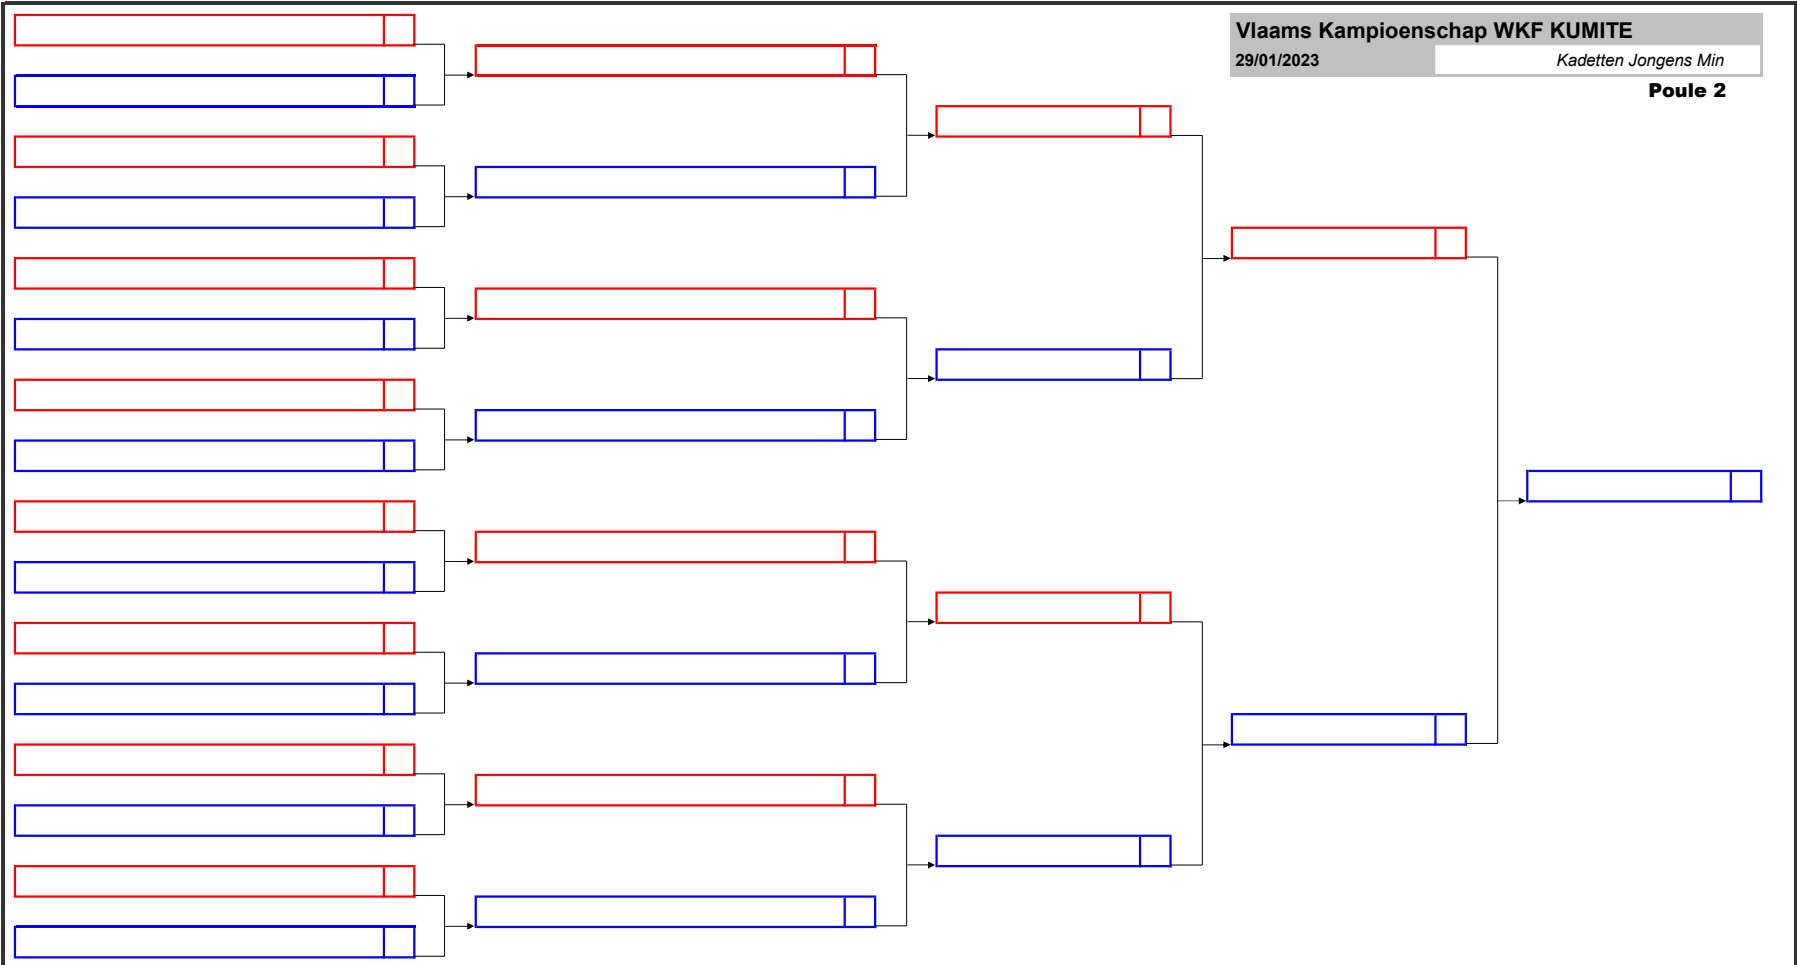 Vlaams Kampioenschap WKF KUMITE
29/01/2023 Kadetten Jongens Min
Poule 2